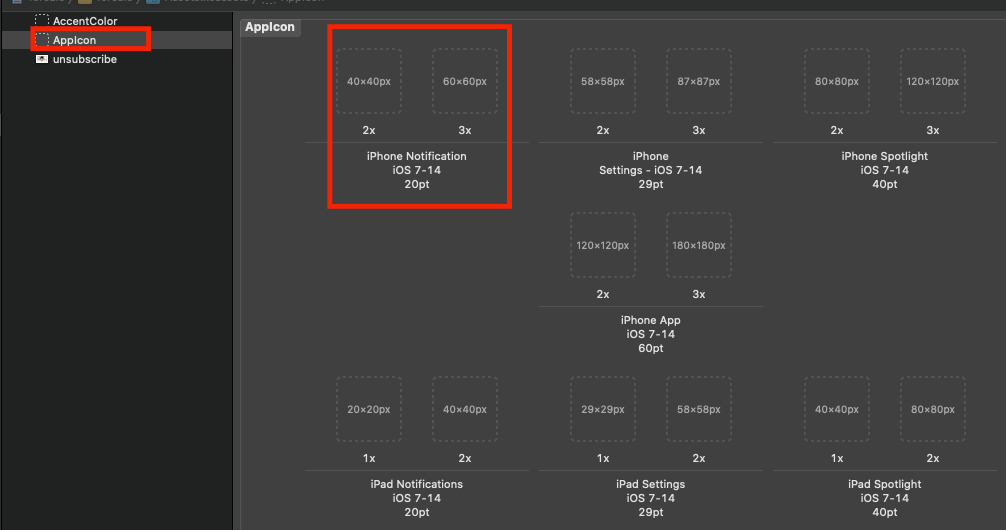 AccentColor
AppIcon
unsubscribe
AppIcon
40×40px 60×60px 58×58px 87×87px 80×80px 120×120px
2x 3x 2x 3x 2x 3x
iPhone Notification iPhone iPhone Spotlight
iOS 7-14 Settings - iOS 7-14 iOS 7-14
20pt 29pt 40pt
120×120px 180×180px
2x 3x
iPhone App
iOS 7-14
60pt
20×20px 40×40px 29×29px 58×58px 40×40px 80×80px
1x 2x 1x 2x 1x 2x
iPad Notifications iPad Settings iPad Spotlight
iOS 7-14 iOS 7-14 iOS 7-14
20pt 29pt 40pt